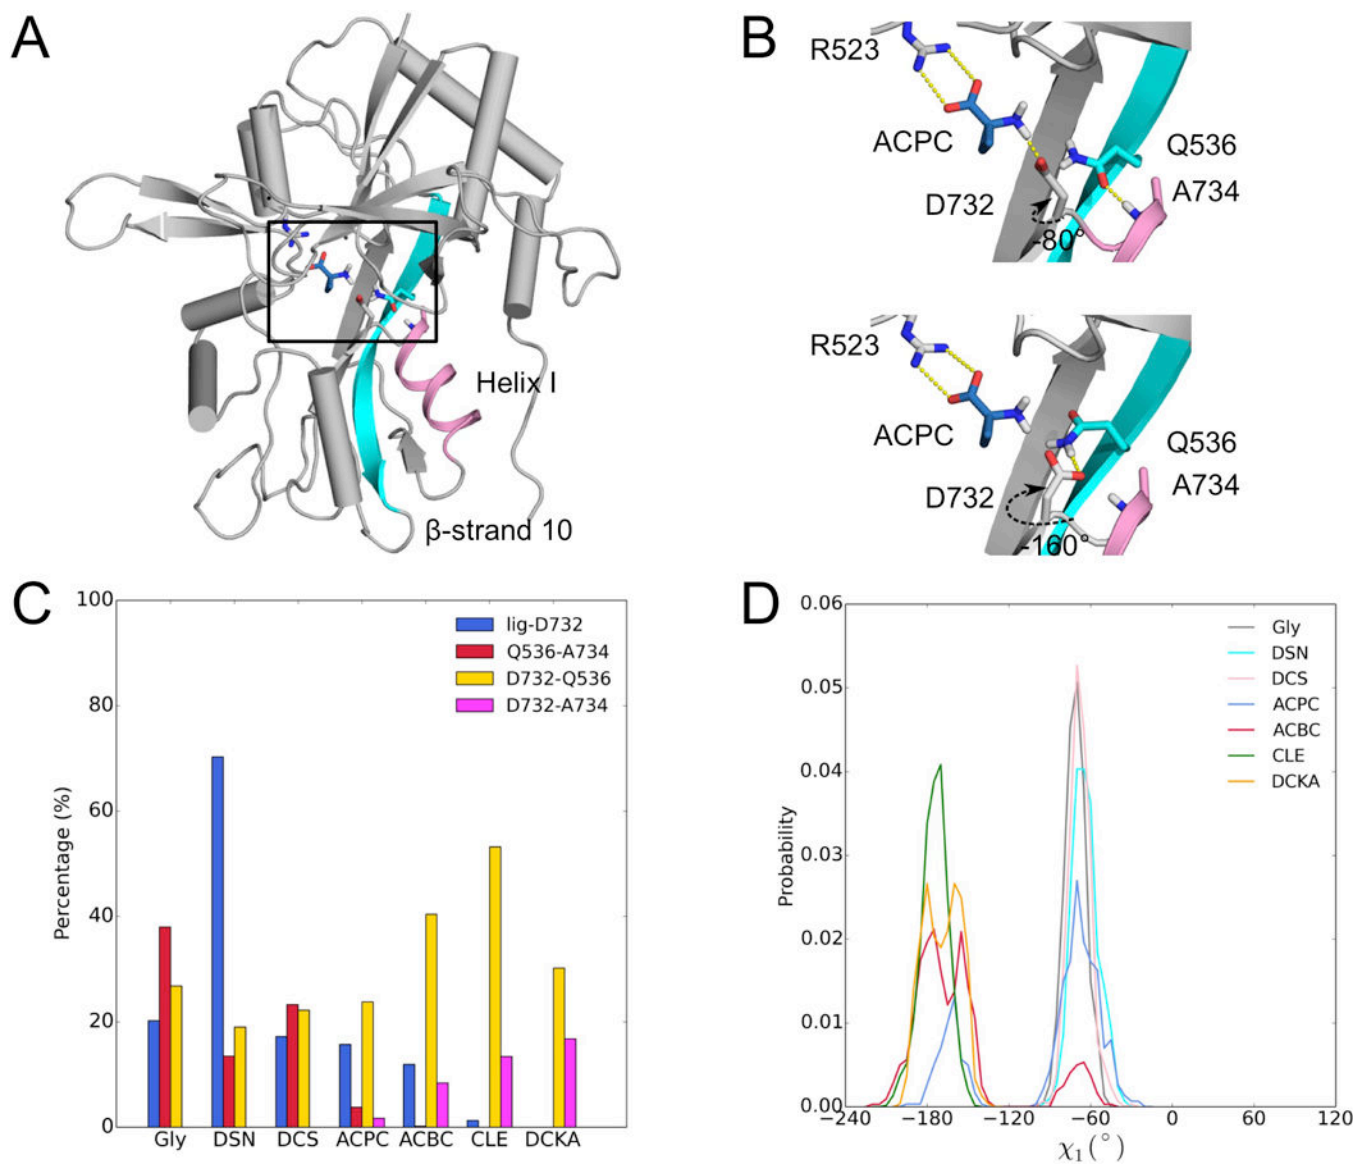 A
Helix I
β-strand 10
B
R523
ACPC
Q536
A734
D732
-80°
R523
ACPC
Q536
A734
D732
-160°
C
100
80
60
40
20
0
Percentage (%)
lig-D732
Q536-A734
D732-Q536
D732-A734
Gly DSN DCS ACPC ACBC CLE DCKA
D
0.06
0.05
0.04
0.03
0.02
0.01
0.00
Probability
Gly
DSN
DCS
ACPC
ACBC
CLE
DCKA
−240 −180 −120 −60 0 60 120
χ1(°)